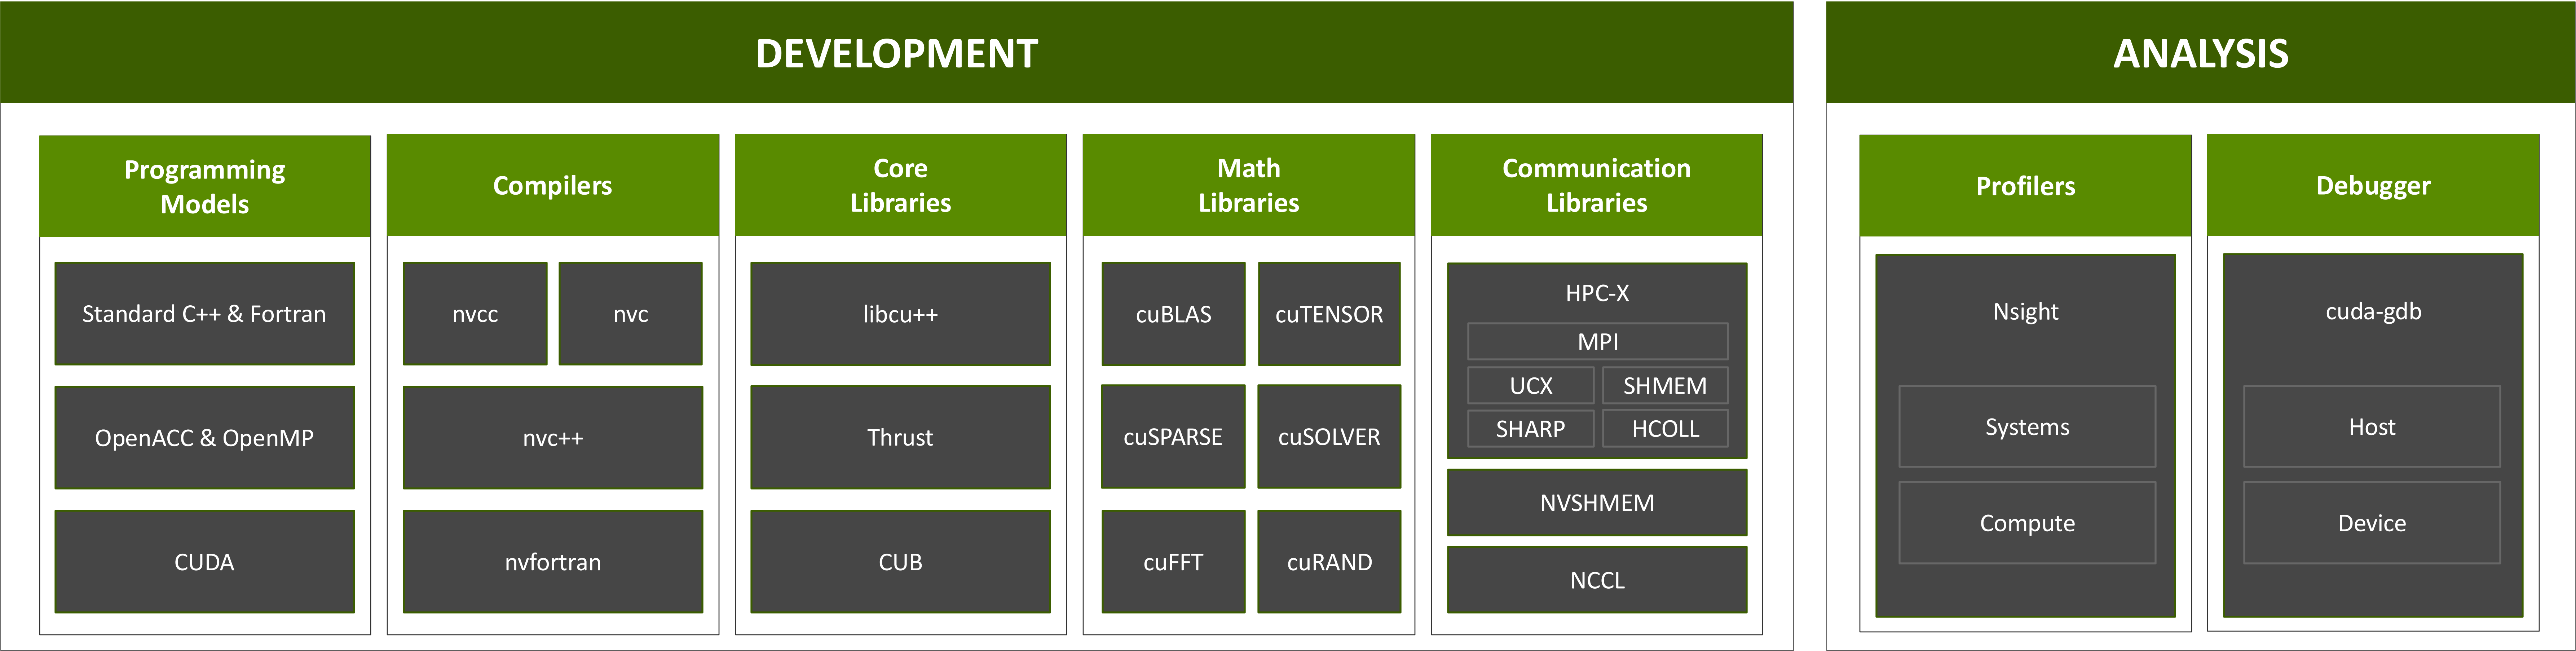 DEVELOPMENT
Programming
Models
Standard C++ & Fortran
OpenACC & OpenMP
CUDA
Compilers
nvcc
nvc
nvc++
nvfortran
Core
Libraries
libcu++
Thrust
CUB
Math
Libraries
cuBLAS
cuTENSOR
cuSPARSE
cuSOLVER
cuFFT
cuRAND
Communication
Libraries
HPC-X
MPI
UCX
SHMEM
SHARP
HCOLL
NVSHMEM
NCCL
ANALYSIS
Profilers
Nsight
Systems
Compute
Debugger
cuda-gdb
Host
Device